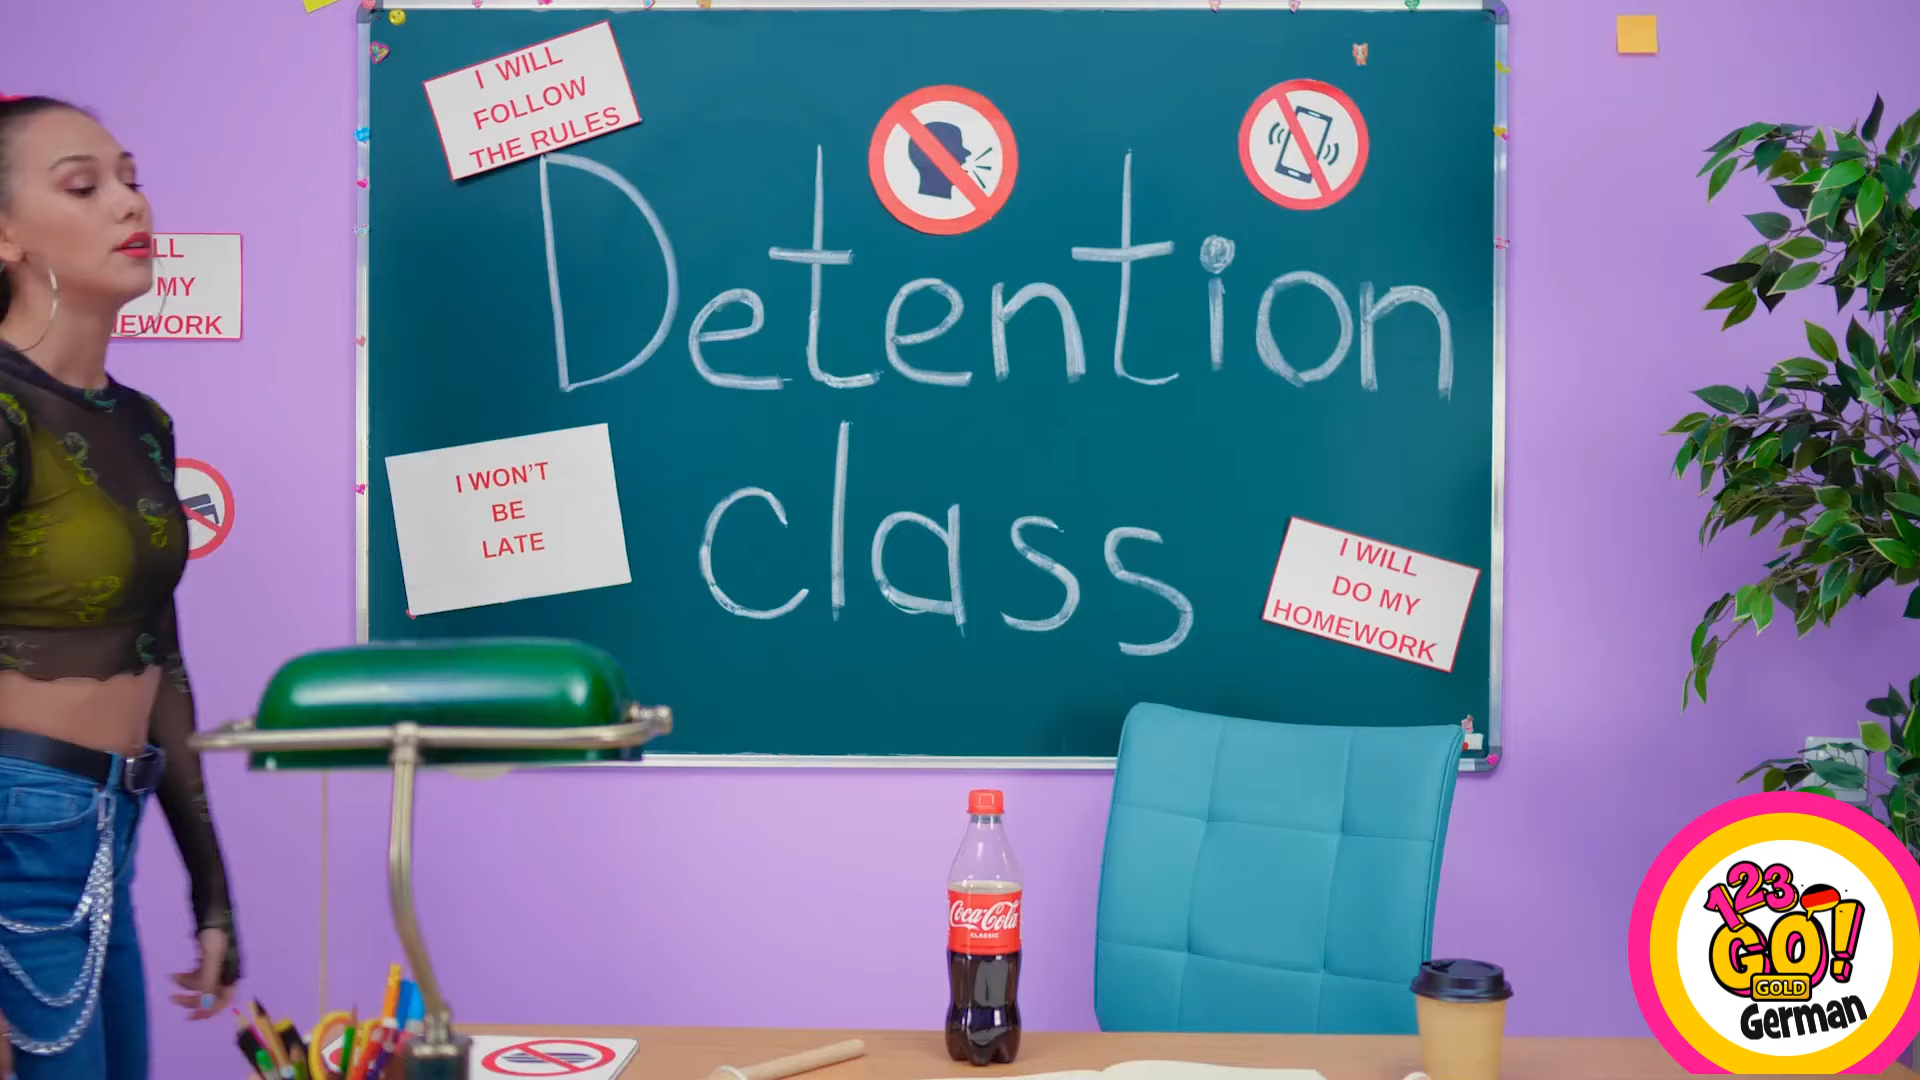 I WILL
FOLLOW
THE RULES
Detention
class
LL
MY
EWORK
I WON'T
BE
LATE
I WILL
DO MY
HOMEWORK
Coca-Cola
CLASSIC
123
GO!
GOLD
German